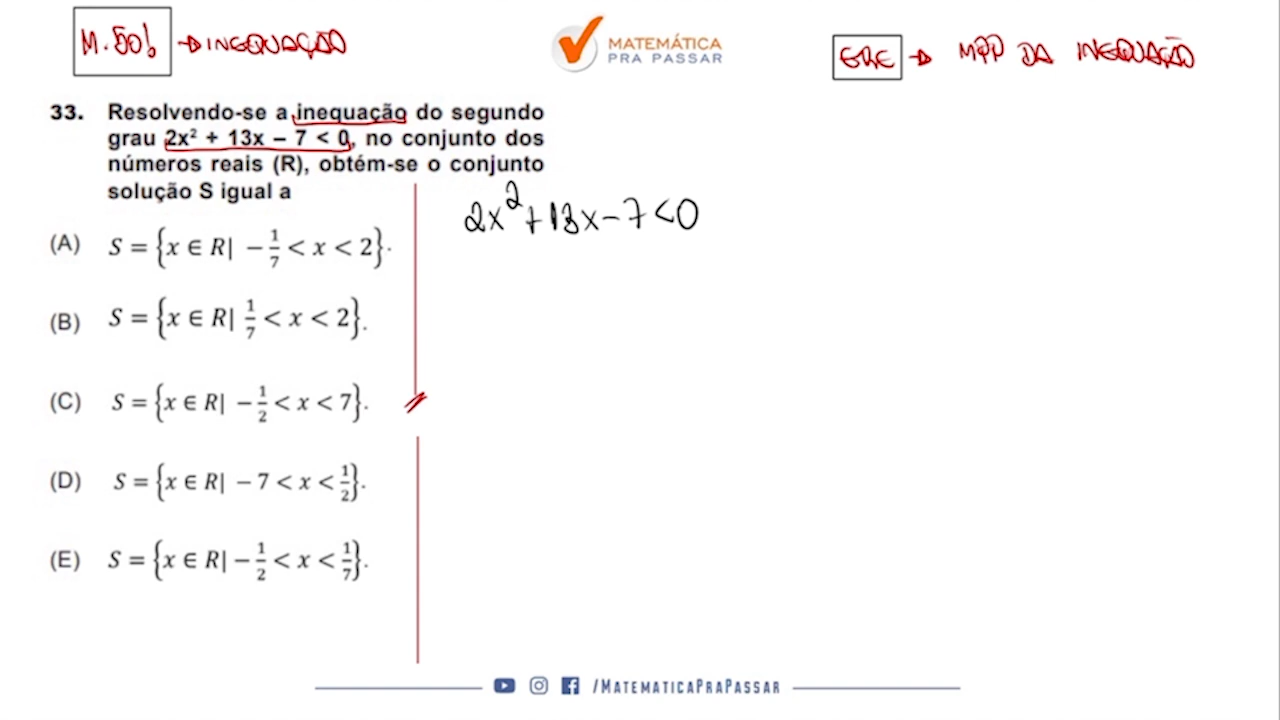 M. 50! → INEQUAÇÃO
MATEMÁTICA
PRA PASSAR
GRE → MPP DA INEQUAÇÃO
33. Resolvendo-se a inequação do segundo
grau 2x² + 13x – 7 < 0, no conjunto dos
números reais (R), obtém-se o conjunto
solução S igual a
2x²+13x-7<0
(A) S = {x ∈ R| − 1/7 < x < 2}.
(B) S = {x ∈ R| 1/7 < x < 2}.
(C) S = {x ∈ R| − 1/2 < x < 7}.
(D) S = {x ∈ R| − 7 < x < 1/2}.
(E) S = {x ∈ R| − 1/2 < x < 1/7}.
/MATEMATICAPRAPASSAR